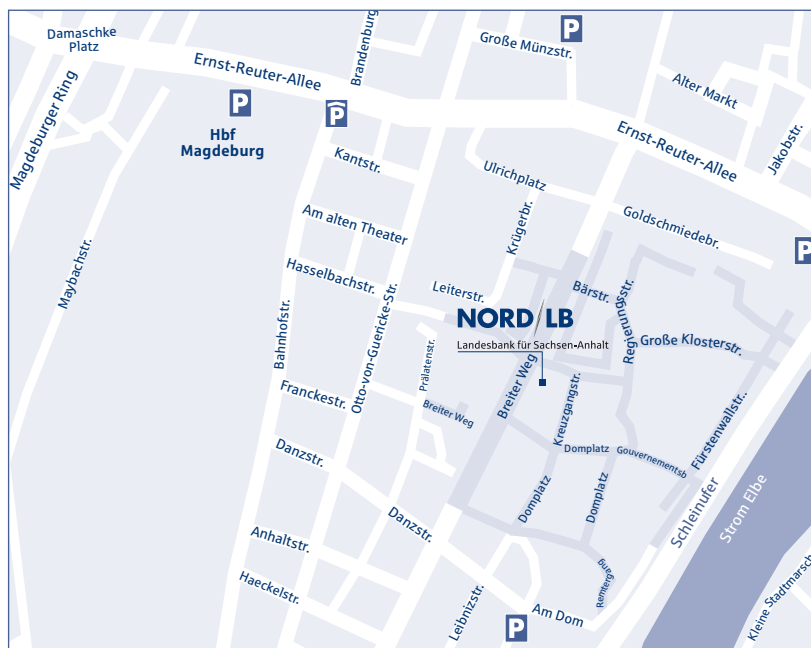 Damaschke
Platz
Ernst-Reuter-Allee
Brandenburg
P
Große Münzstr.
Alter Markt
Jakobstr.
Magdeburger Ring
P
P
Hbf
Magdeburg
Kantstr.
Ulrichplatz
Ernst-Reuter-Allee
Krügerbr.
Goldschmiedebr.
P
Am alten Theater
Maybachstr.
Hasselbachstr.
Leiterstr.
Bärstr.
Regierungsstr.
NORD/LB
Landesbank für Sachsen-Anhalt
Große Klosterstr.
Bahnhofstr.
Otto-von-Guericke-Str.
Prälatenstr.
Breiter Weg
Kreuzgangstr.
Fürstenwallstr.
Franckestr.
Breiter Weg
Domplatz
Gouvernementsb
Danzstr.
Domplatz
Domplatz
Danzstr.
Schleinufer
Strom Elbe
Anhaltstr.
Haeckelstr.
Leibnizstr.
Remtergang
Am Dom
P
Kleine Stadtmarsch